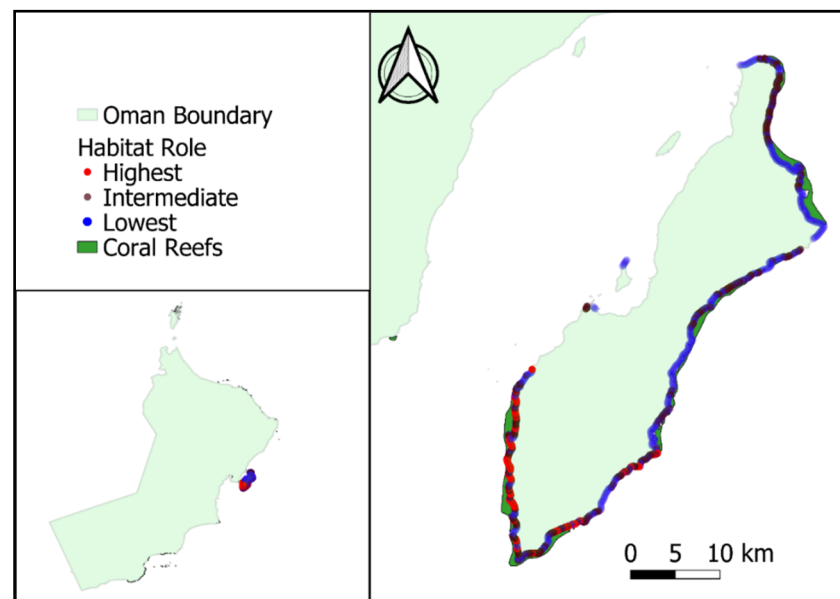 Oman Boundary
Habitat Role
Highest
Intermediate
Lowest
Coral Reefs
0 5 10 km